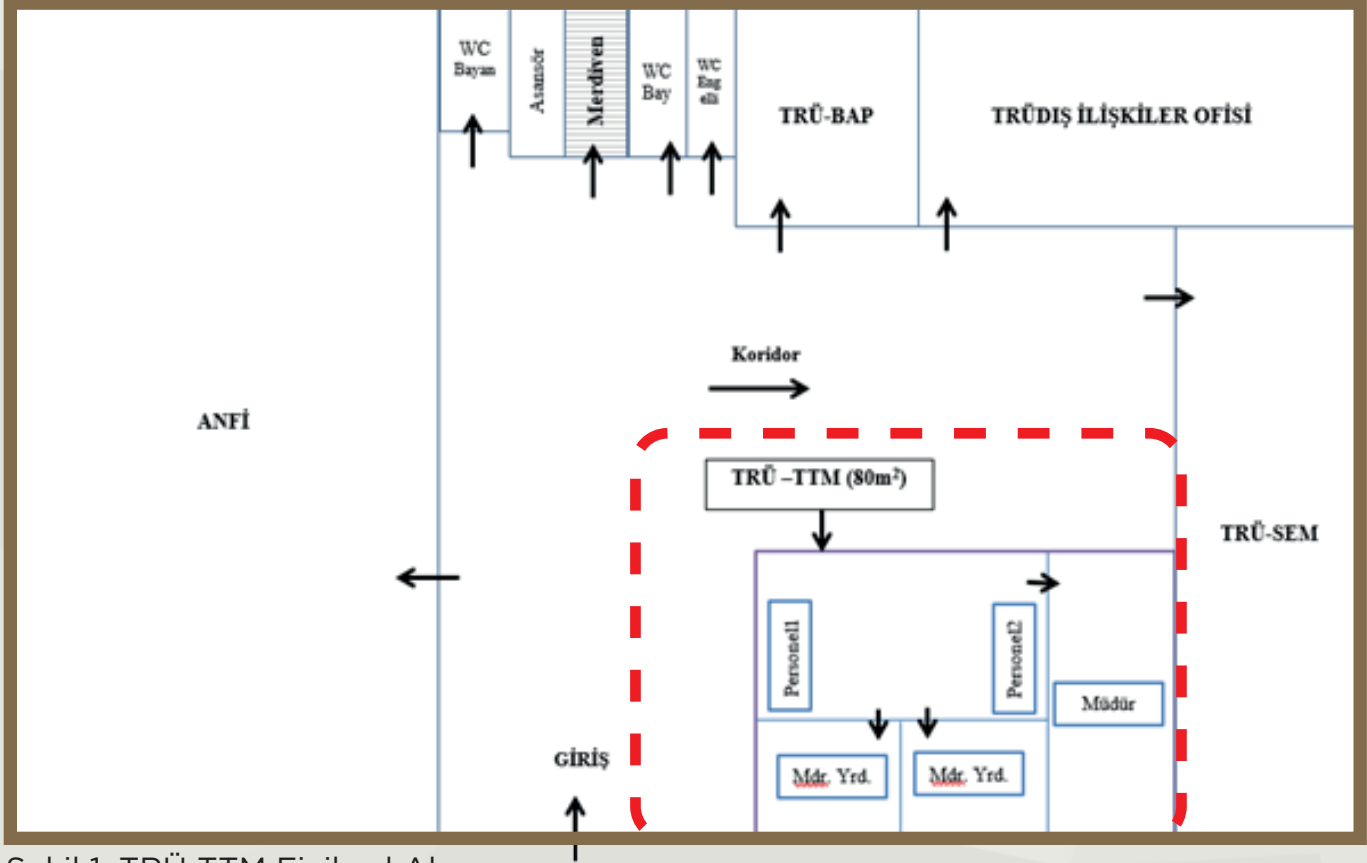 WC
Bayan
Asansör
Merdiven
WC
Bay
WC
Eng
elli
TRÜ-BAP
TRÜDIŞ İLİŞKİLER OFİSİ
Koridor
ANFİ
TRÜ –TTM (80m²)
TRÜ-SEM
Personel1
Personel2
Müdür
GİRİŞ
Mdr. Yrd.
Mdr. Yrd.